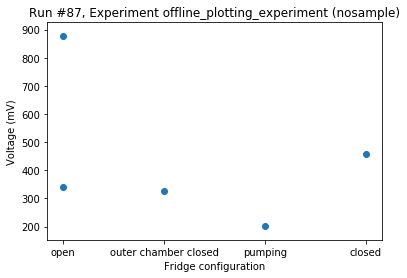 Run #87, Experiment offline_plotting_experiment (nosample)
900
800
700
600
500
400
300
200
Voltage (mV)
open
outer chamber closed
pumping
closed
Fridge configuration